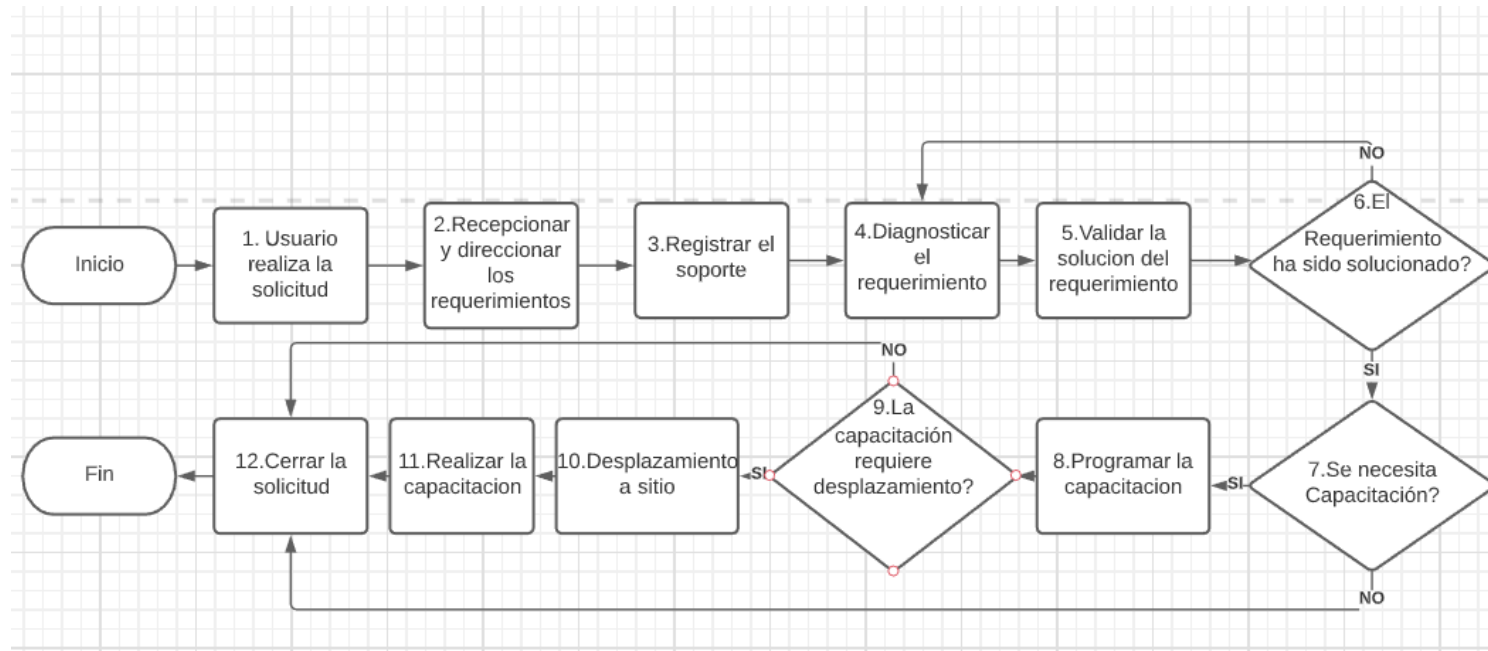 NO
Inicio
1. Usuario
realiza la
solicitud
2.Recepcionar
y direccionar
los
requerimientos
3.Registrar el
soporte
4.Diagnosticar
el
requerimiento
5.Validar la
solucion del
requerimiento
6.El
Requerimiento
ha sido solucionado?
SI
7.Se necesita
Capacitación?
SI
NO
8.Programar la
capacitacion
NO
9.La
capacitación
requiere
desplazamiento?
SI
10.Desplazamiento
a sitio
11.Realizar la
capacitacion
12.Cerrar la
solicitud
Fin